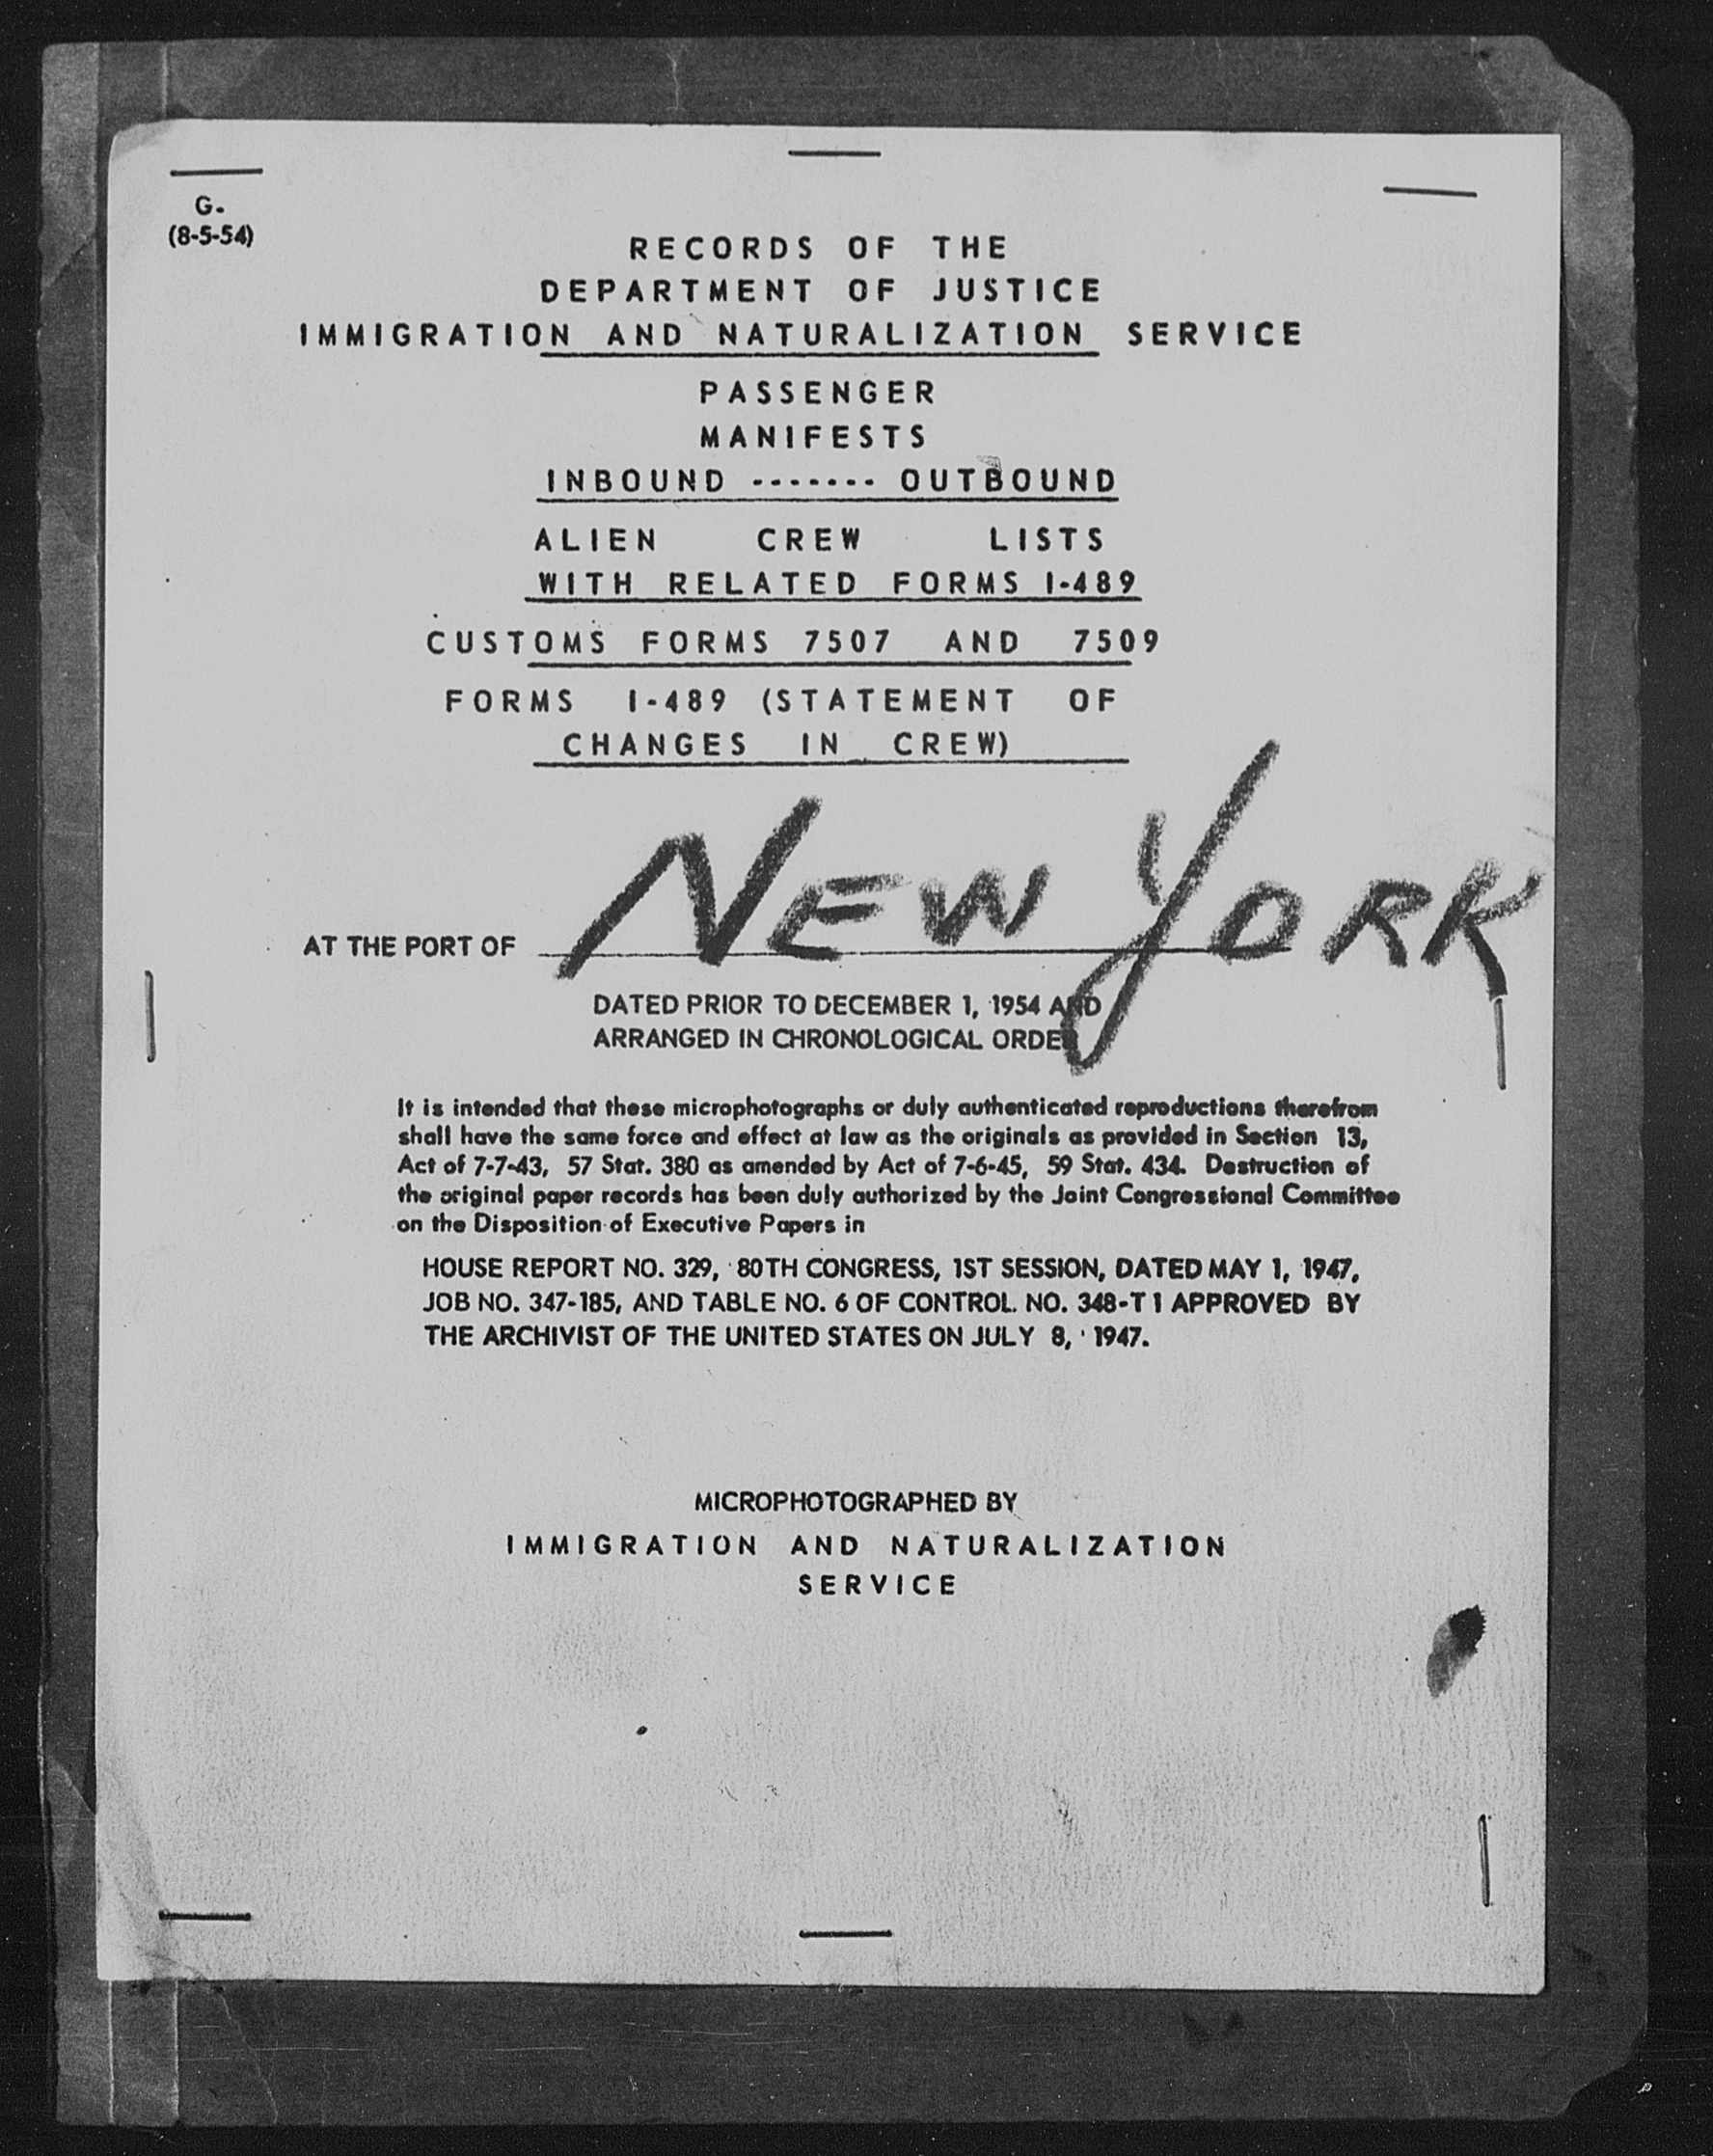 G.
(8-5-54)
RECORDS OF THE
DEPARTMENT OF JUSTICE
IMMIGRATION AND NATURALIZATION SERVICE
PASSENGER
MANIFESTS
INBOUND ------- OUTBOUND
ALIEN CREW LISTS
WITH RELATED FORMS I-489
CUSTOMS FORMS 7507 AND 7509
FORMS I-489 (STATEMENT OF
CHANGES IN CREW)
AT THE PORT OF NEW YORK
DATED PRIOR TO DECEMBER 1, 1954 AND
ARRANGED IN CHRONOLOGICAL ORDER
It is intended that these microphotographs or duly authenticated reproductions therefrom
shall have the same force and effect at law as the originals as provided in Section 13,
Act of 7-7-43, 57 Stat. 380 as amended by Act of 7-6-45, 59 Stat. 434. Destruction of
the original paper records has been duly authorized by the Joint Congressional Committee
on the Disposition of Executive Papers in
HOUSE REPORT NO. 329, 80TH CONGRESS, 1ST SESSION, DATED MAY 1, 1947,
JOB NO. 347-185, AND TABLE NO. 6 OF CONTROL. NO. 348-T1 APPROVED BY
THE ARCHIVIST OF THE UNITED STATES ON JULY 8, 1947.
MICROPHOTOGRAPHED BY
IMMIGRATION AND NATURALIZATION
SERVICE